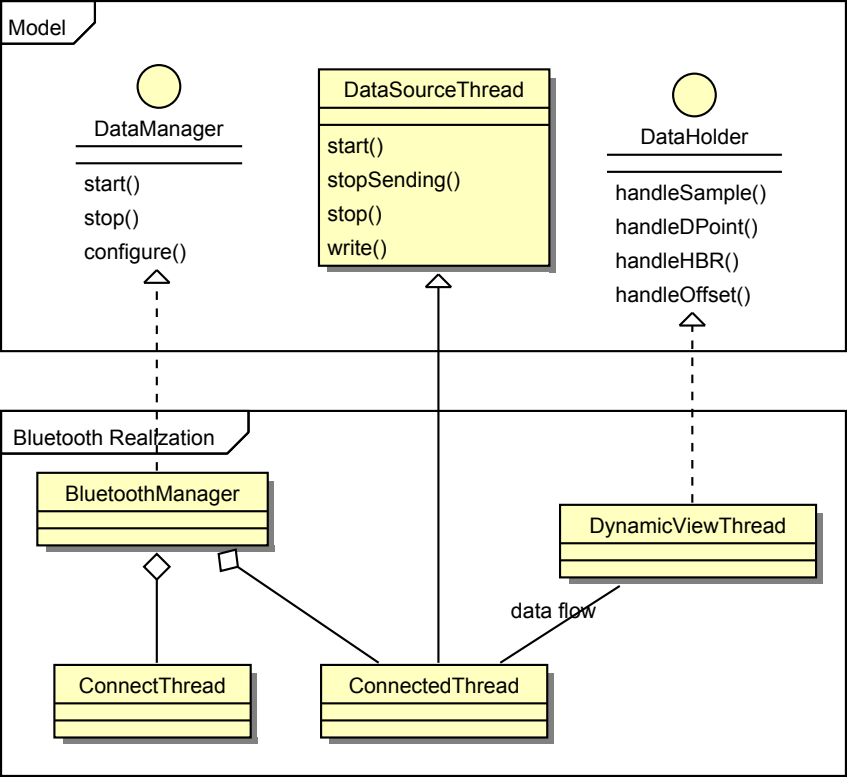 Model
DataManager
start()
stop()
configure()
DataSourceThread
start()
stopSending()
stop()
write()
DataHolder
handleSample()
handleDPoint()
handleHBR()
handleOffset()
Bluetooth Realization
BluetoothManager
DynamicViewThread
data flow
ConnectThread
ConnectedThread